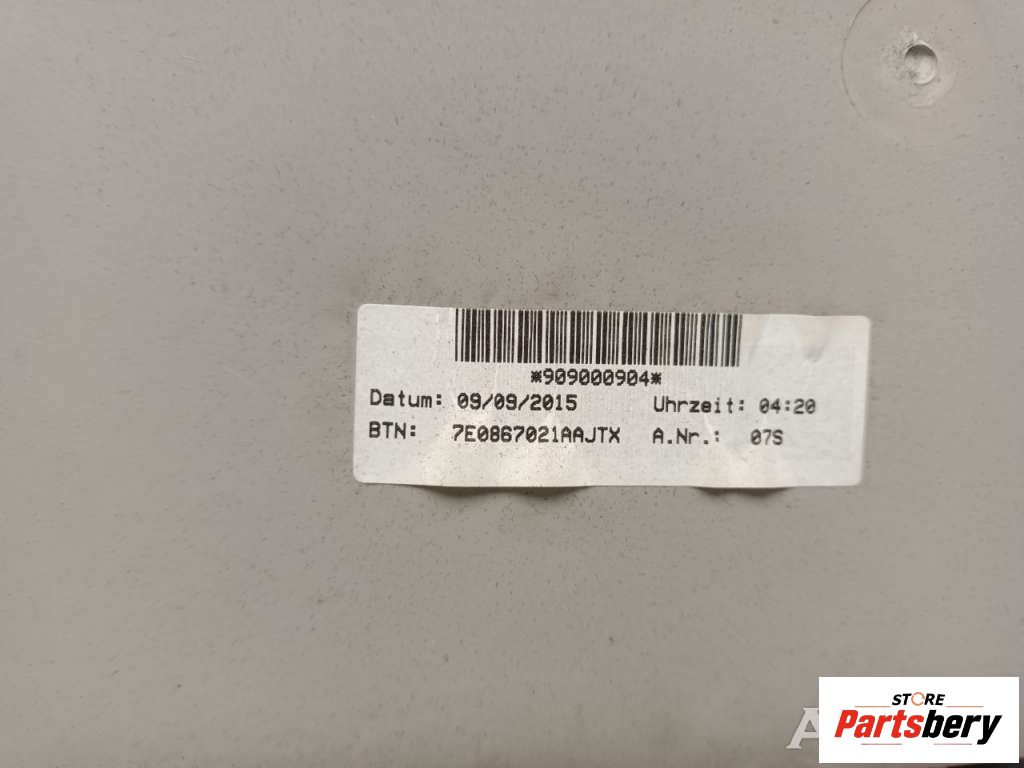 *909000904*
Datum: 09/09/2015 Uhrzeit: 04:20
BTN: 7E0867021AAJTX A.Nr.: 07S
STORE
Partsbery